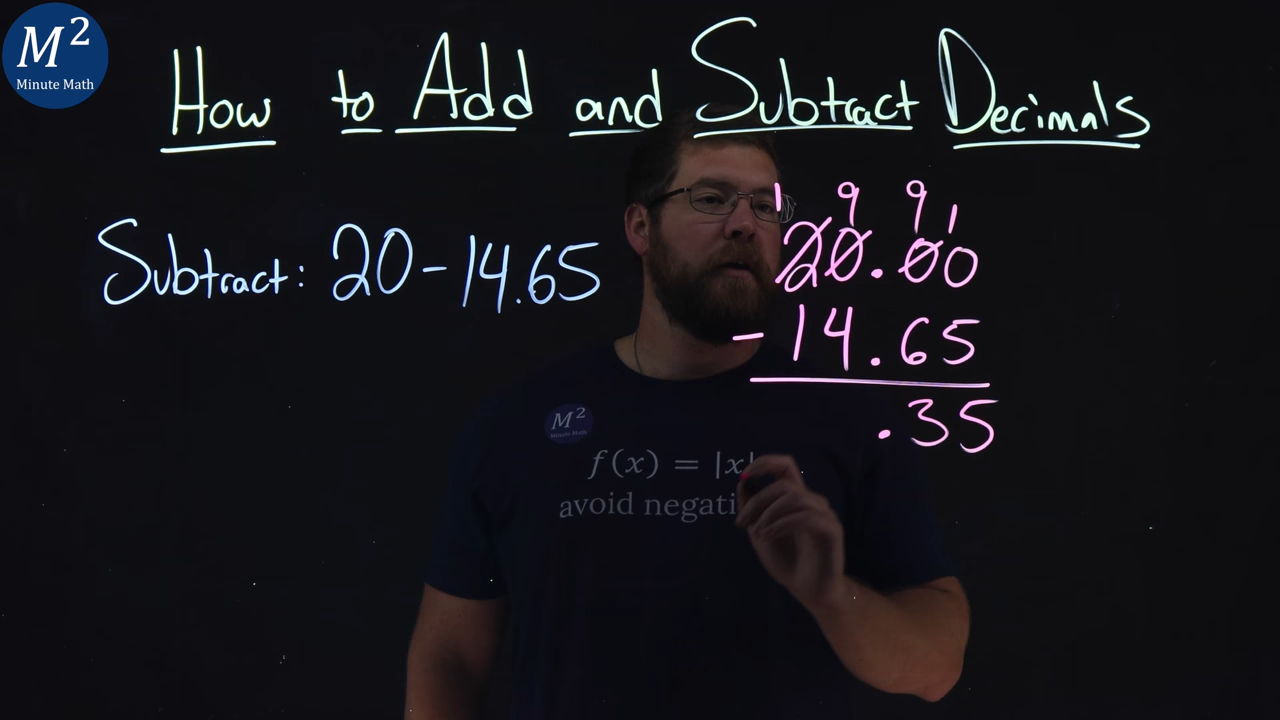 M²
Minute Math
How to Add and Subtract Decimals
Subtract: 20 - 14.65
1 9 9 1
20.00
- 14.65
.35
M²
Minute Math
f(x) = |x|
avoid negati